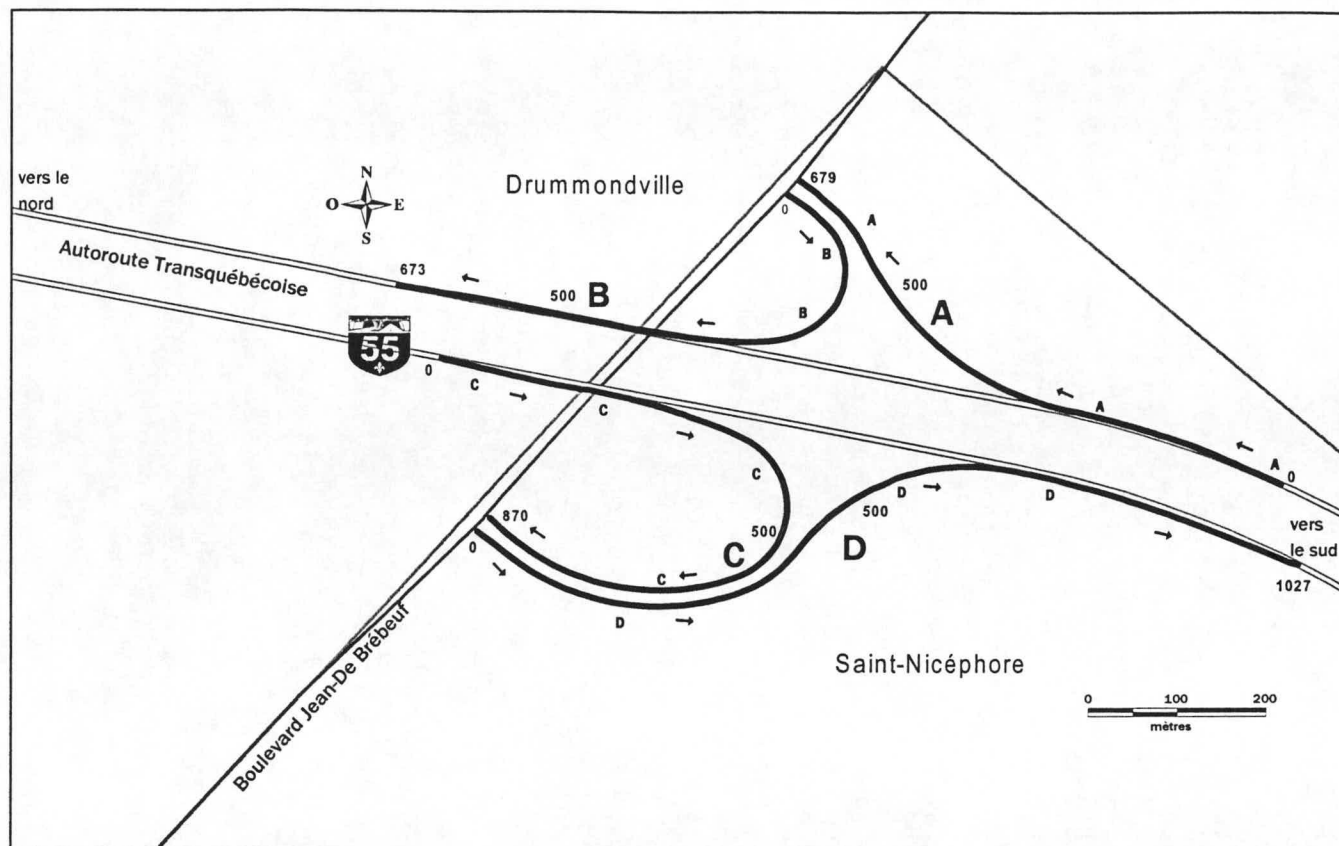 vers le
nord
N
O E
S
Drummondville
679
0
A
B
500
A
B
Autoroute Transquébécoise
673
500
B
55
0
C
C
A
A
0
C
D
500
D
vers
le sud
870
0
500
C
D
C
1027
D
Saint-Nicéphore
Boulevard Jean-De Brébeuf
0 100 200
mètres